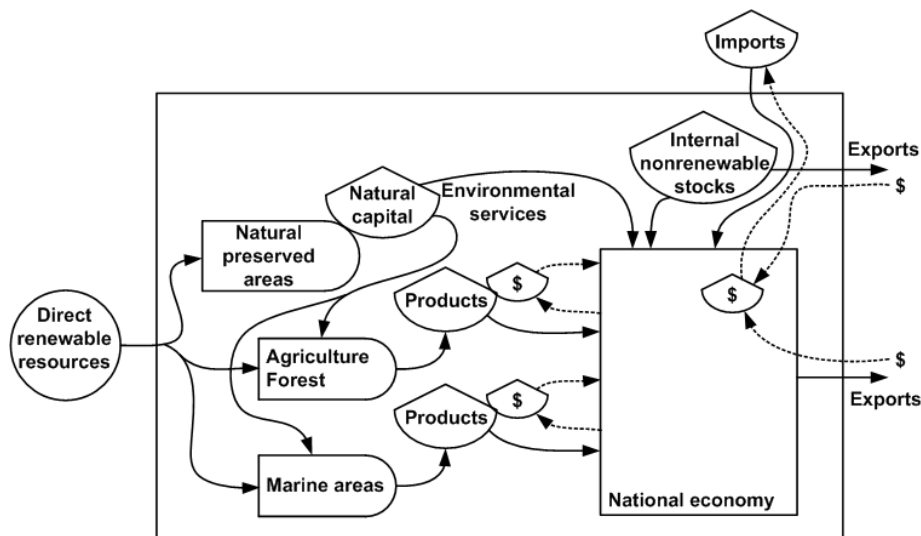 Imports
Internal
nonrenewable
stocks
Exports
$
Natural
capital
Environmental
services
Natural
preserved
areas
Direct
renewable
resources
Products
$
$
Agriculture
Forest
$
Exports
Products
$
Marine areas
National economy